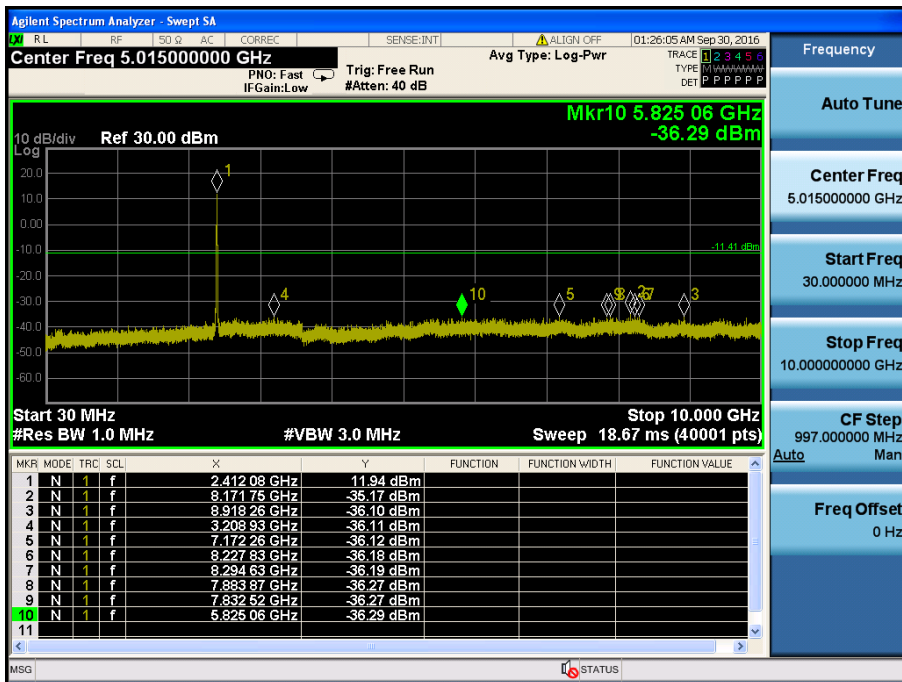 Agilent Spectrum Analyzer - Swept SA
LXI RL RF 50 Ω AC CORREC SENSE:INT ALIGN OFF 01:26:05 AM Sep 30, 2016
Center Freq 5.015000000 GHz
PNO: Fast
IFGain:Low
Trig: Free Run
#Atten: 40 dB
Avg Type: Log-Pwr
TRACE 1 2 3 4 5 6
TYPE MWWWWW
DET P P P P P P
Mkr10 5.825 06 GHz
-36.29 dBm
10 dB/div Ref 30.00 dBm
Log
20.0
10.0
0.00
-10.0
-20.0
-30.0
-40.0
-50.0
-60.0
-11.41 dBm
1
4
10
5
3
Start 30 MHz
Stop 10.000 GHz
#Res BW 1.0 MHz
#VBW 3.0 MHz
Sweep 18.67 ms (40001 pts)
MKR MODE TRC SCL X Y FUNCTION FUNCTION WIDTH FUNCTION VALUE
1 N 1 f 2.412 08 GHz 11.94 dBm
2 N 1 f 8.171 75 GHz -35.17 dBm
3 N 1 f 8.918 26 GHz -36.10 dBm
4 N 1 f 3.208 93 GHz -36.11 dBm
5 N 1 f 7.172 26 GHz -36.12 dBm
6 N 1 f 8.227 83 GHz -36.18 dBm
7 N 1 f 8.294 63 GHz -36.19 dBm
8 N 1 f 7.883 87 GHz -36.27 dBm
9 N 1 f 7.832 52 GHz -36.27 dBm
10 N 1 f 5.825 06 GHz -36.29 dBm
11
MSG
STATUS
Frequency
Auto Tune
Center Freq
5.015000000 GHz
Start Freq
30.000000 MHz
Stop Freq
10.000000000 GHz
CF Step
997.000000 MHz
Auto Man
Freq Offset
0 Hz